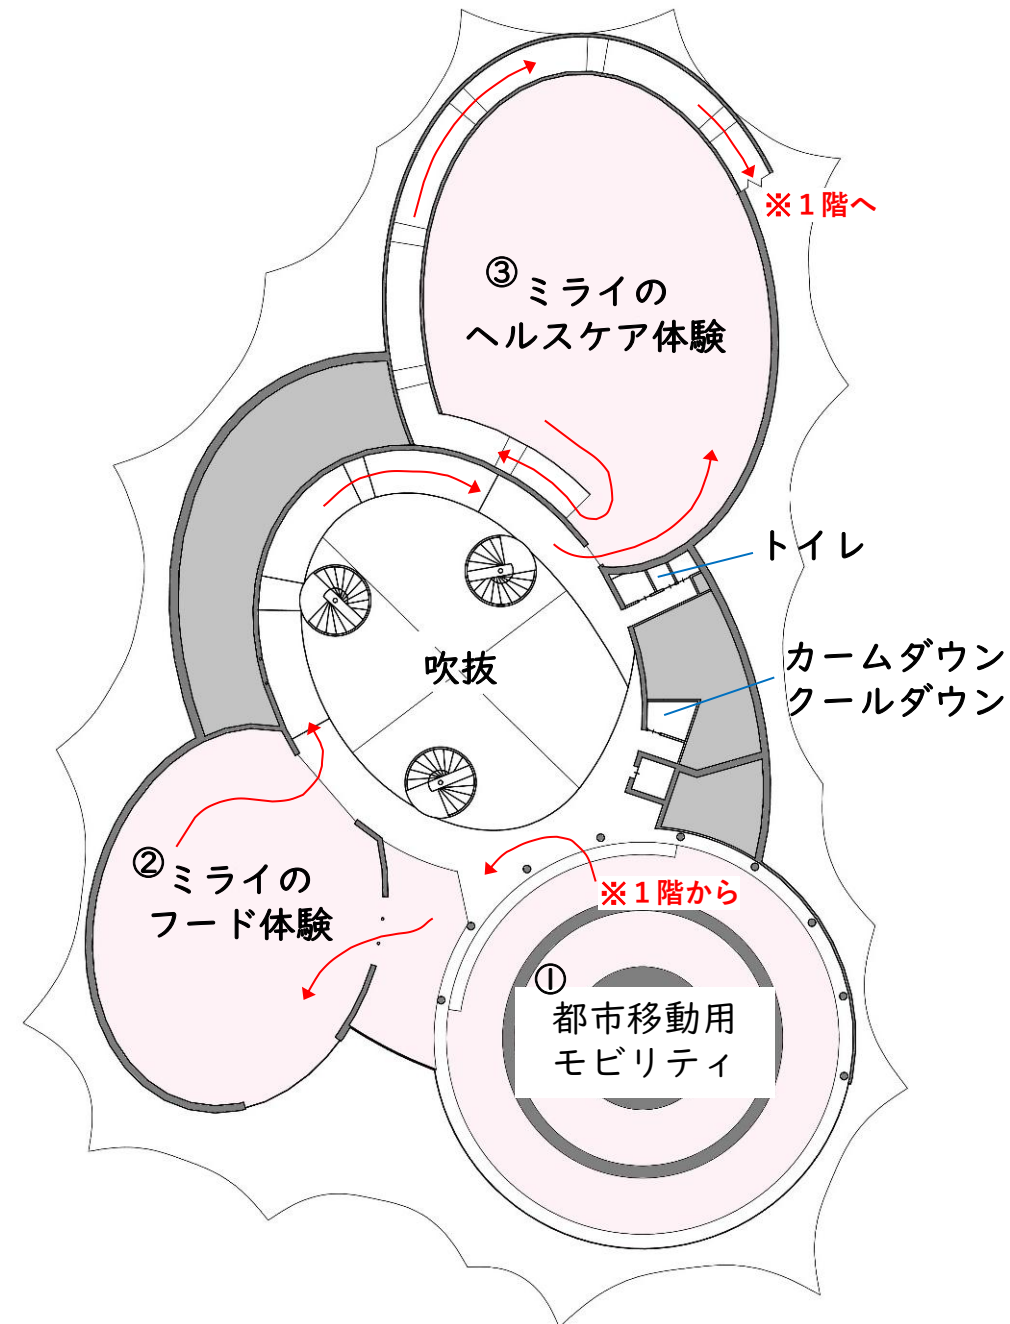 ※1階へ
③
ミライの
ヘルスケア体験
トイレ
カームダウン
クールダウン
吹抜
②
ミライの
フード体験
※1階から
①
都市移動用
モビリティ